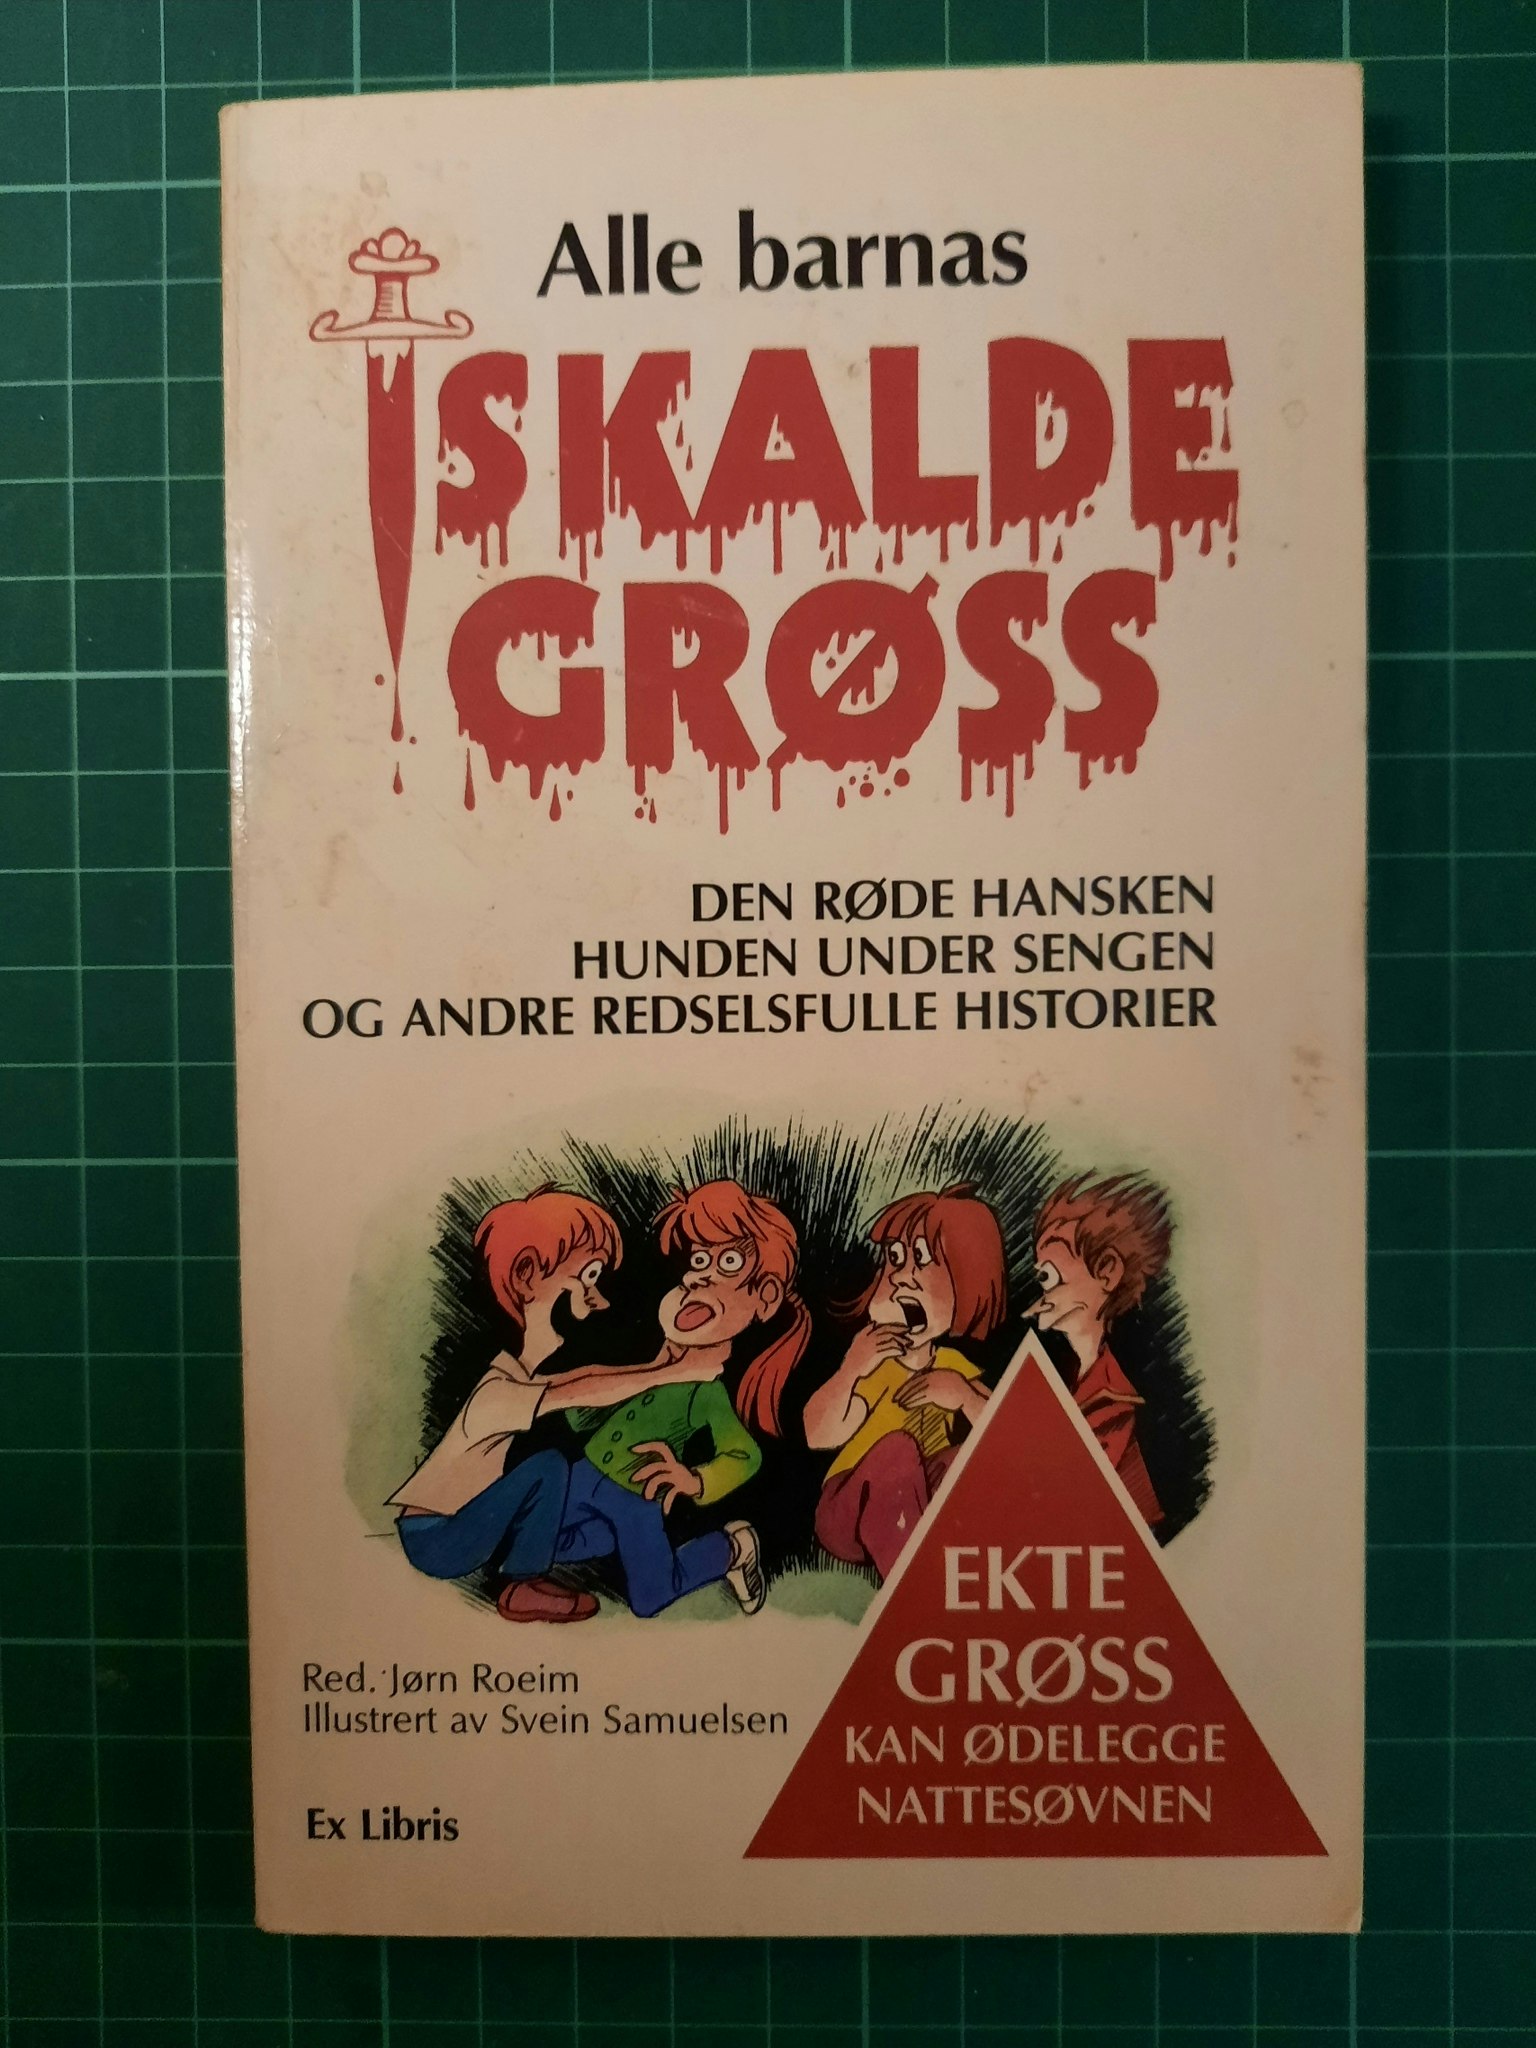 Alle barnas
ISKALDE
GRØSS
DEN RØDE HANSKEN
HUNDEN UNDER SENGEN
OG ANDRE REDSELSFULLE HISTORIER
EKTE
GRØSS
KAN ØDELEGGE
NATTESØVNEN
Red. Jørn Roeim
Illustrert av Svein Samuelsen
Ex Libris